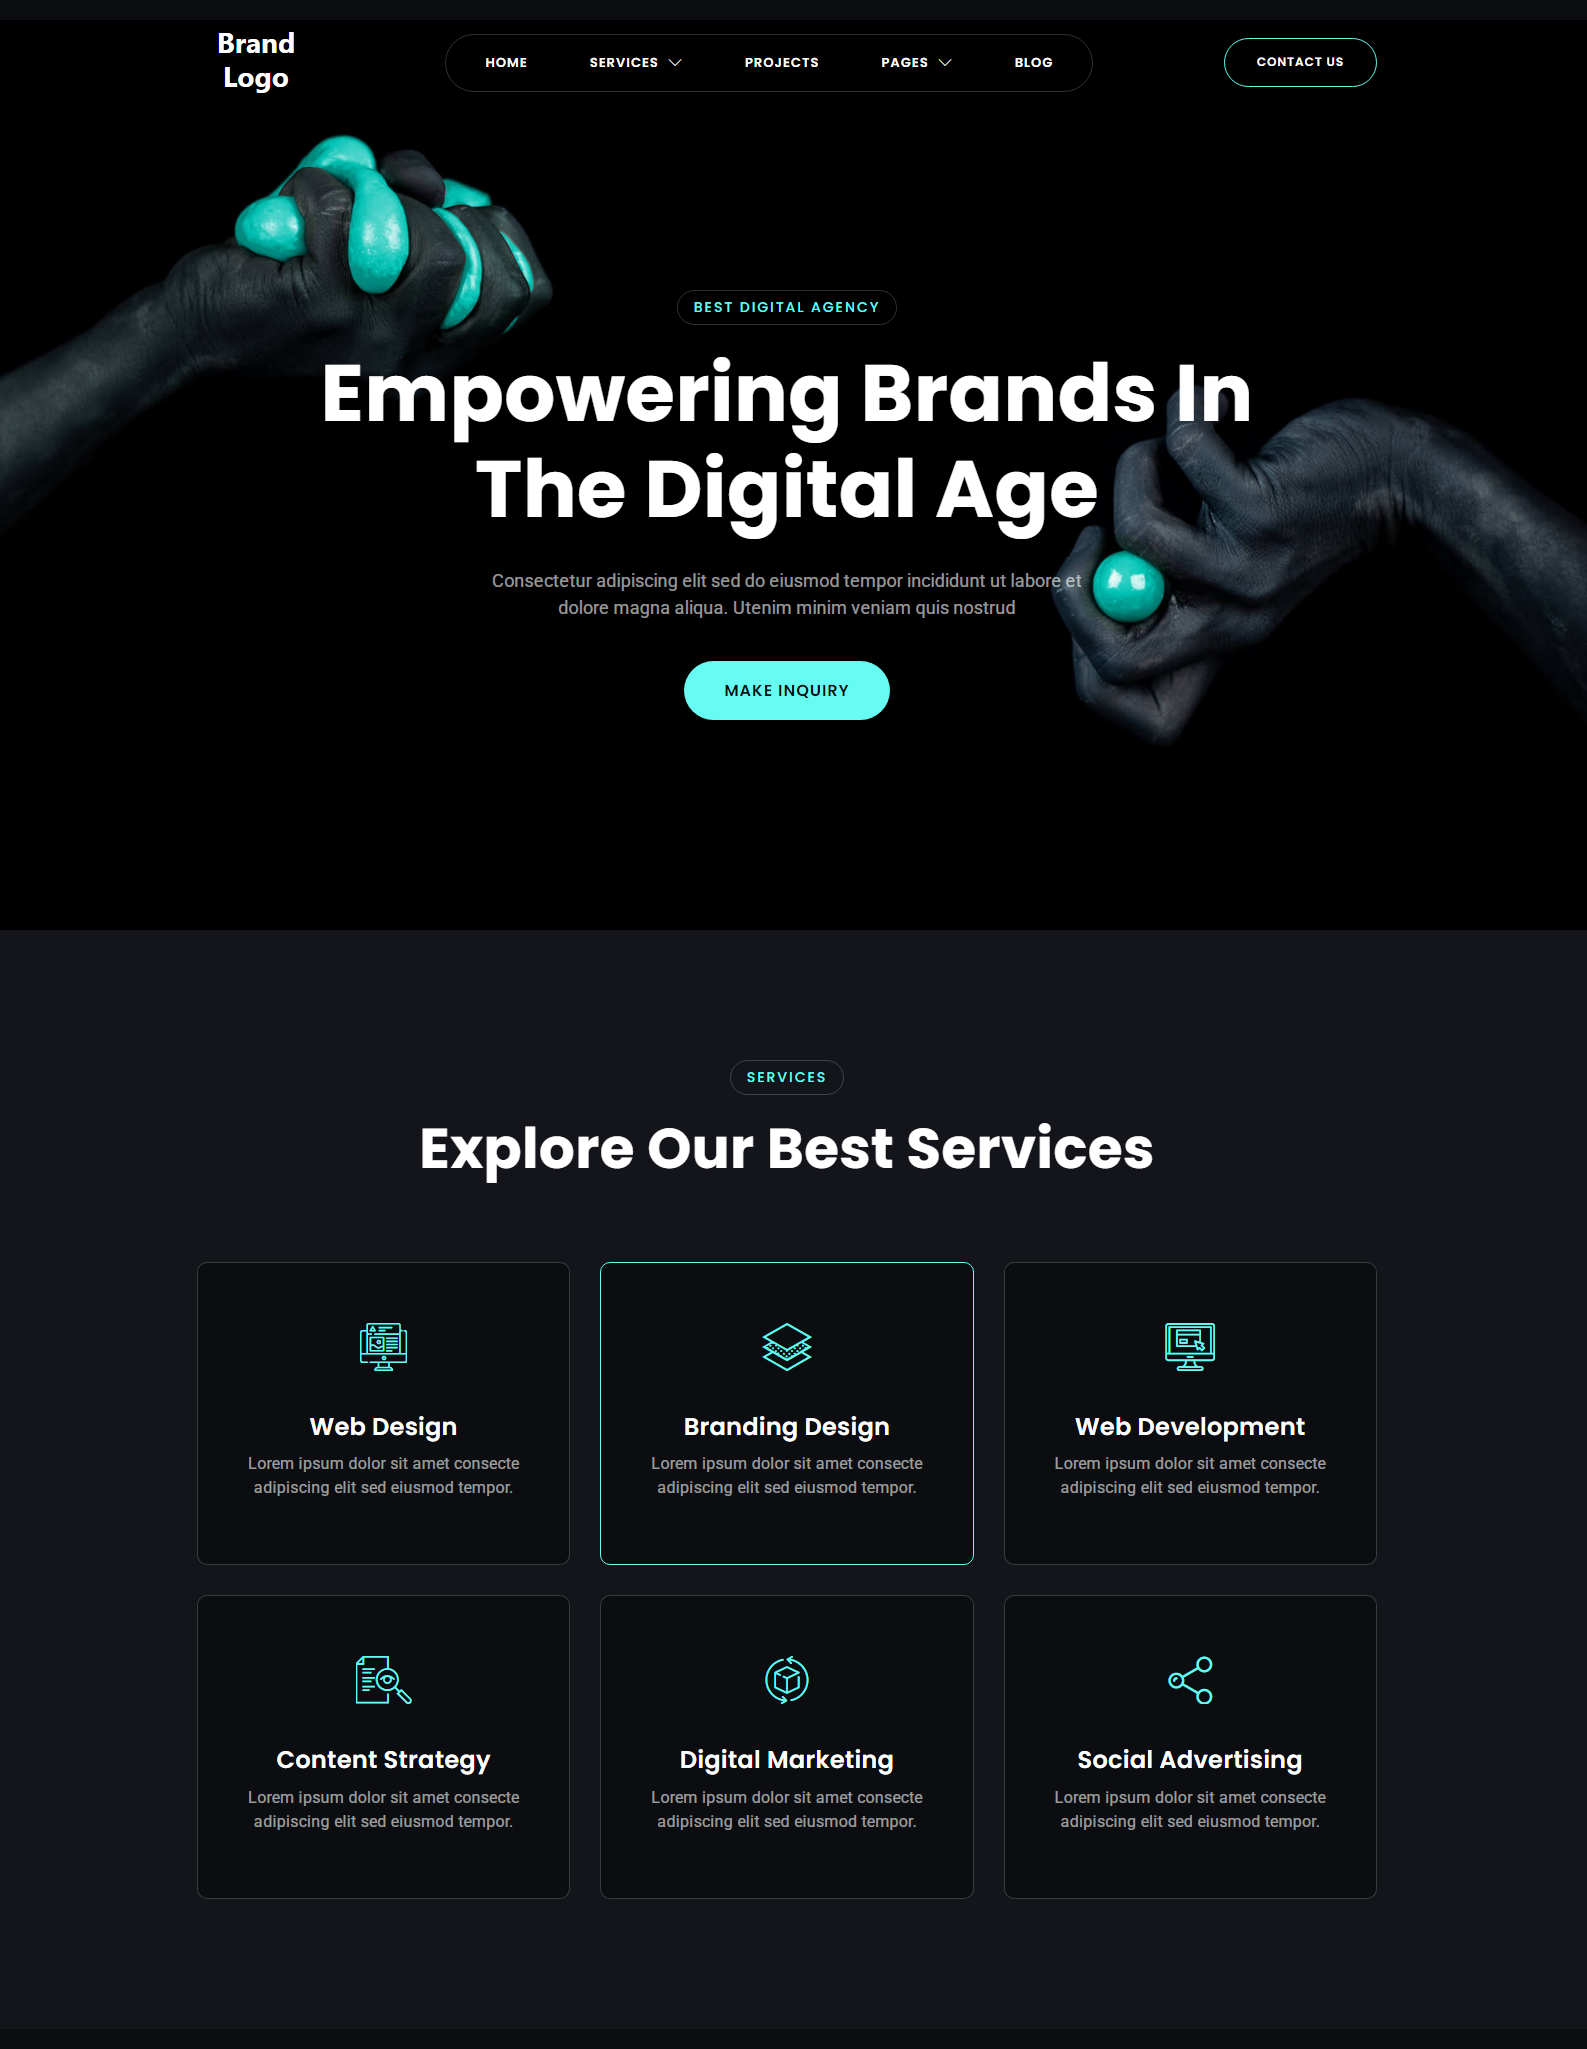 Brand
Logo
HOME
SERVICES
PROJECTS
PAGES
BLOG
CONTACT US
BEST DIGITAL AGENCY
Empowering Brands In
The Digital Age
Consectetur adipiscing elit sed do eiusmod tempor incididunt ut labore et
dolore magna aliqua. Utenim minim veniam quis nostrud
MAKE INQUIRY
SERVICES
Explore Our Best Services
Web Design
Lorem ipsum dolor sit amet consecte
adipiscing elit sed eiusmod tempor.
Branding Design
Lorem ipsum dolor sit amet consecte
adipiscing elit sed eiusmod tempor.
Web Development
Lorem ipsum dolor sit amet consecte
adipiscing elit sed eiusmod tempor.
Content Strategy
Lorem ipsum dolor sit amet consecte
adipiscing elit sed eiusmod tempor.
Digital Marketing
Lorem ipsum dolor sit amet consecte
adipiscing elit sed eiusmod tempor.
Social Advertising
Lorem ipsum dolor sit amet consecte
adipiscing elit sed eiusmod tempor.